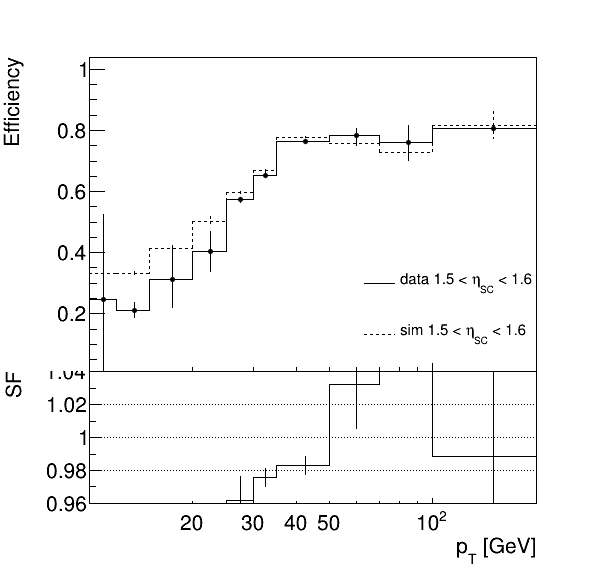 Efficiency
1
0.8
0.6
0.4
0.2
data 1.5 < η_SC < 1.6
sim 1.5 < η_SC < 1.6
SF
1.04
1.02
1
0.98
0.96
20 30 40 50 10²
p_T [GeV]